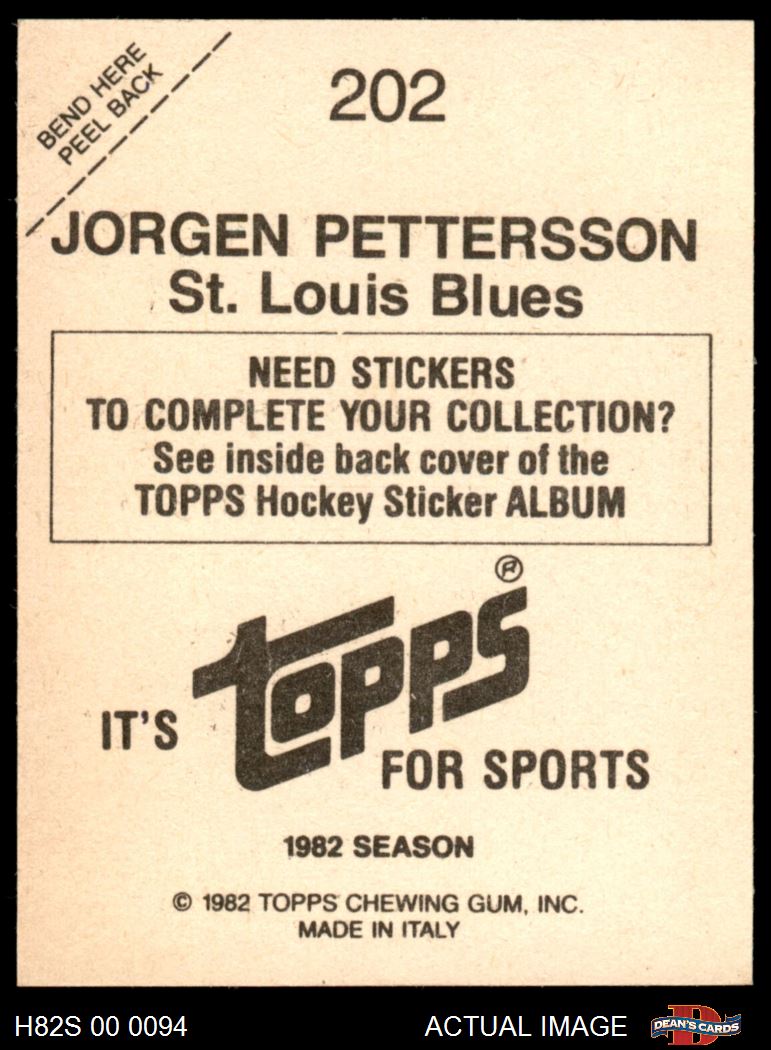 BEND HERE
PEEL BACK
202
JORGEN PETTERSSON
St. Louis Blues
NEED STICKERS
TO COMPLETE YOUR COLLECTION?
See inside back cover of the
TOPPS Hockey Sticker ALBUM
®
IT'S topps FOR SPORTS
1982 SEASON
© 1982 TOPPS CHEWING GUM, INC.
MADE IN ITALY
H82S 00 0094
ACTUAL IMAGE
D
DEAN'S CARDS